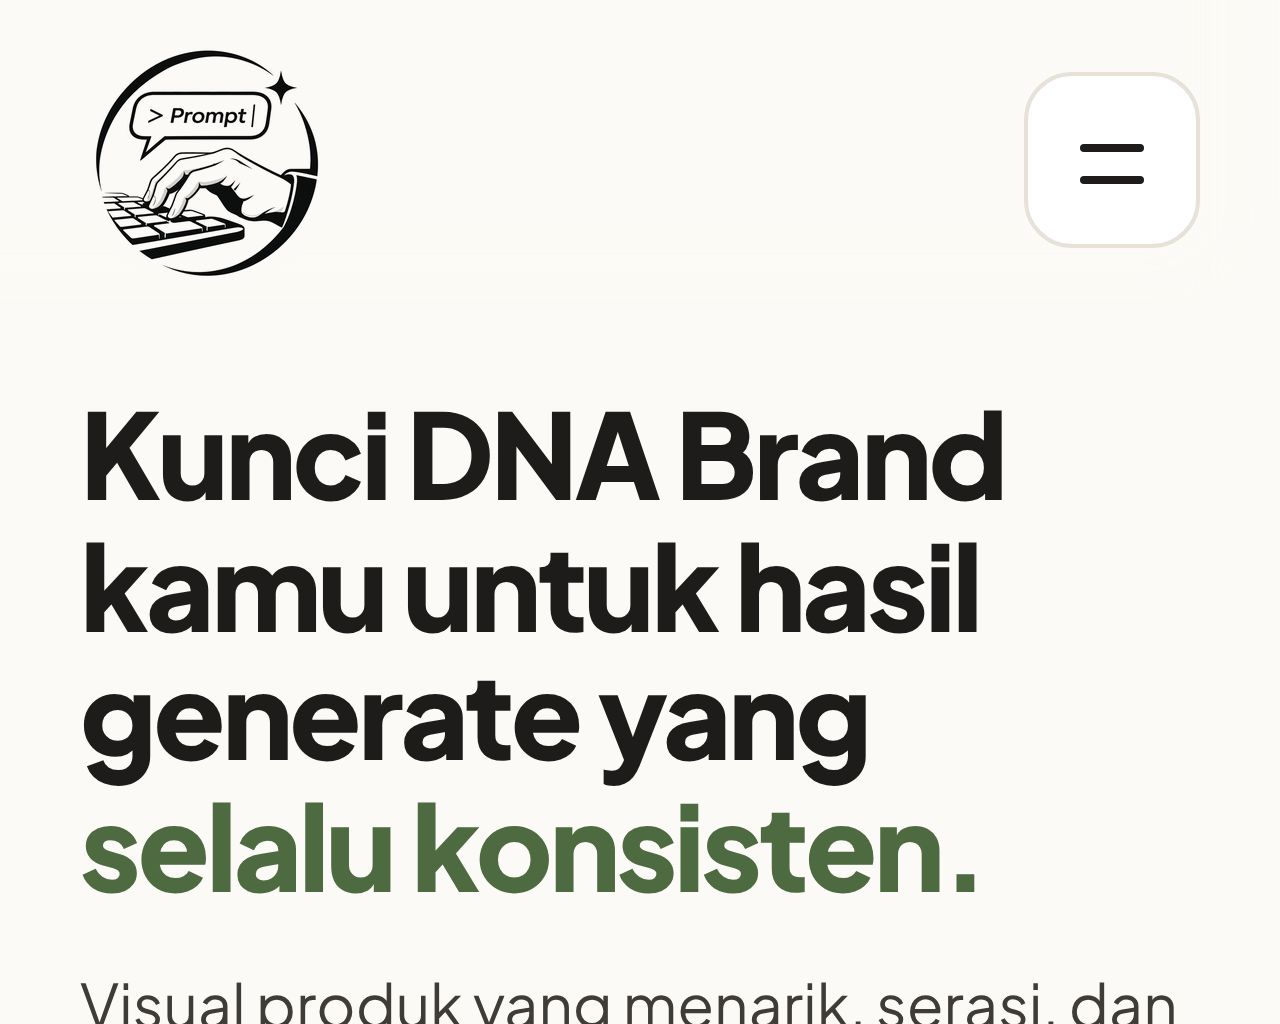 > Prompt |
Kunci DNA Brand
kamu untuk hasil
generate yang
selalu konsisten.
Visual produk yang menarik, serasi, dan